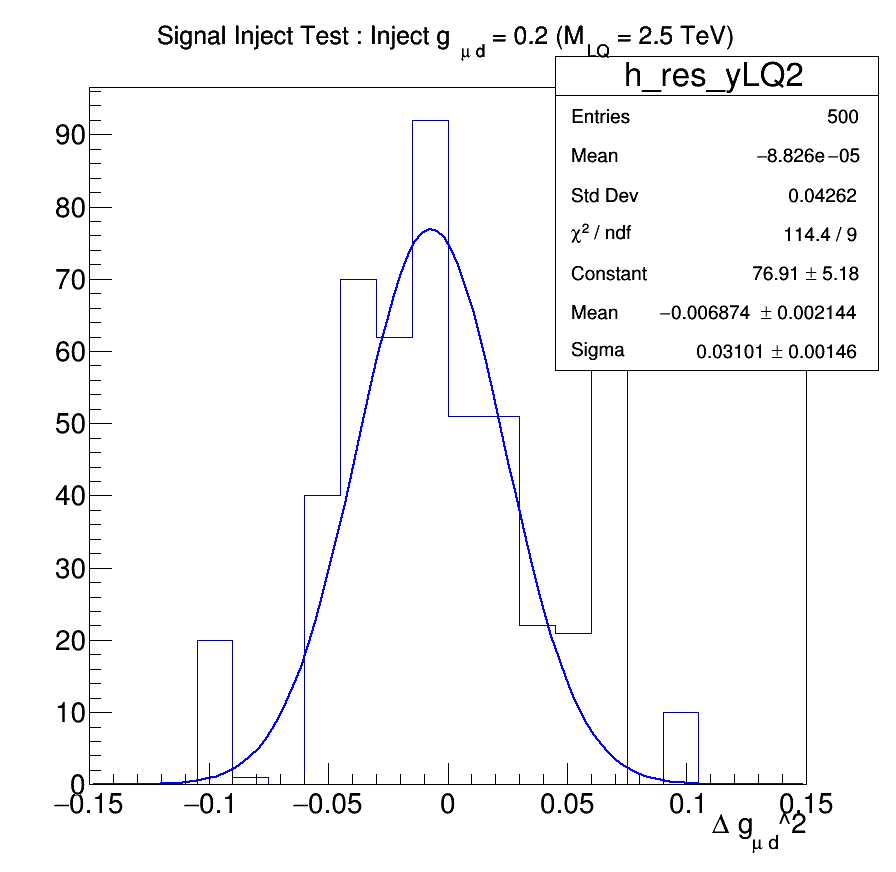 Signal Inject Test : Inject g μ d = 0.2 (M LQ = 2.5 TeV)
h_res_yLQ2
Entries 500
Mean −8.826e−05
Std Dev 0.04262
χ² / ndf 114.4 / 9
Constant 76.91 ± 5.18
Mean −0.006874 ± 0.002144
Sigma 0.03101 ± 0.00146
90
80
70
60
50
40
30
20
10
0
−0.15 −0.1 −0.05 0 0.05 0.1 0.15
Δ g μ d ^2